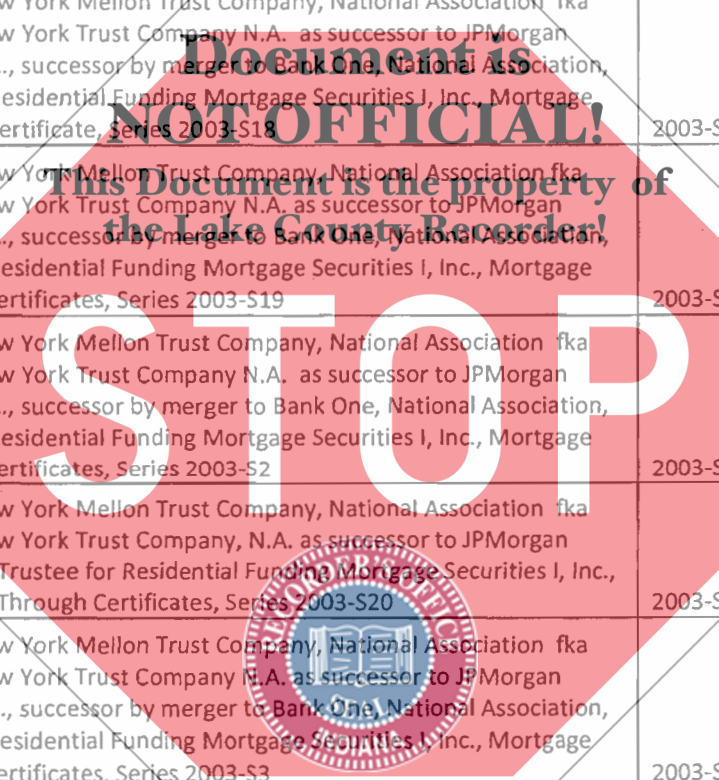 w York Mellon Trust Company, National Association fka
w York Trust Company N.A. as successor to JPMorgan
Document is
., successor by merger to Bank One, National Association,
esidential Funding Mortgage Securities I, Inc., Mortgage
NOT OFFICIAL!
ertificate, Series 2003-S18 2003-S
w York Mellon Trust Company, National Association fka
This Document is the property of
w York Trust Company N.A. as successor to JPMorgan
the Lake County Recorder!
., successor by merger to Bank One, National Association,
esidential Funding Mortgage Securities I, Inc., Mortgage
ertificates, Series 2003-S19 2003-S
STOP
w York Mellon Trust Company, National Association fka
w York Trust Company N.A. as successor to JPMorgan
., successor by merger to Bank One, National Association,
esidential Funding Mortgage Securities I, Inc., Mortgage
ertificates, Series 2003-S2 2003-S
w York Mellon Trust Company, National Association fka
w York Trust Company, N.A. as successor to JPMorgan
Trustee for Residential Funding Mortgage Securities I, Inc.,
Through Certificates, Series 2003-S20 2003-S
RECORDER'S OFFICE
SEAL
INDIANA
w York Mellon Trust Company, National Association fka
w York Trust Company N.A. as successor to JPMorgan
., successor by merger to Bank One, National Association,
esidential Funding Mortgage Securities I, Inc., Mortgage
ertificates, Series 2003-S3 2003-S